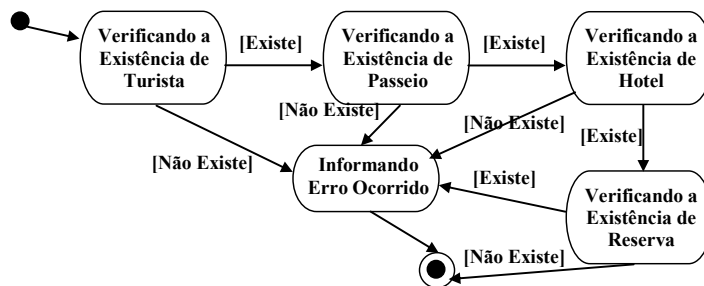 Verificando a
Existência de
Turista
[Existe]
Verificando a
Existência de
Passeio
[Existe]
Verificando a
Existência de
Hotel
[Não Existe]
[Não Existe]
[Existe]
[Não Existe]
Informando
Erro Ocorrido
[Existe]
Verificando a
Existência de
Reserva
[Não Existe]